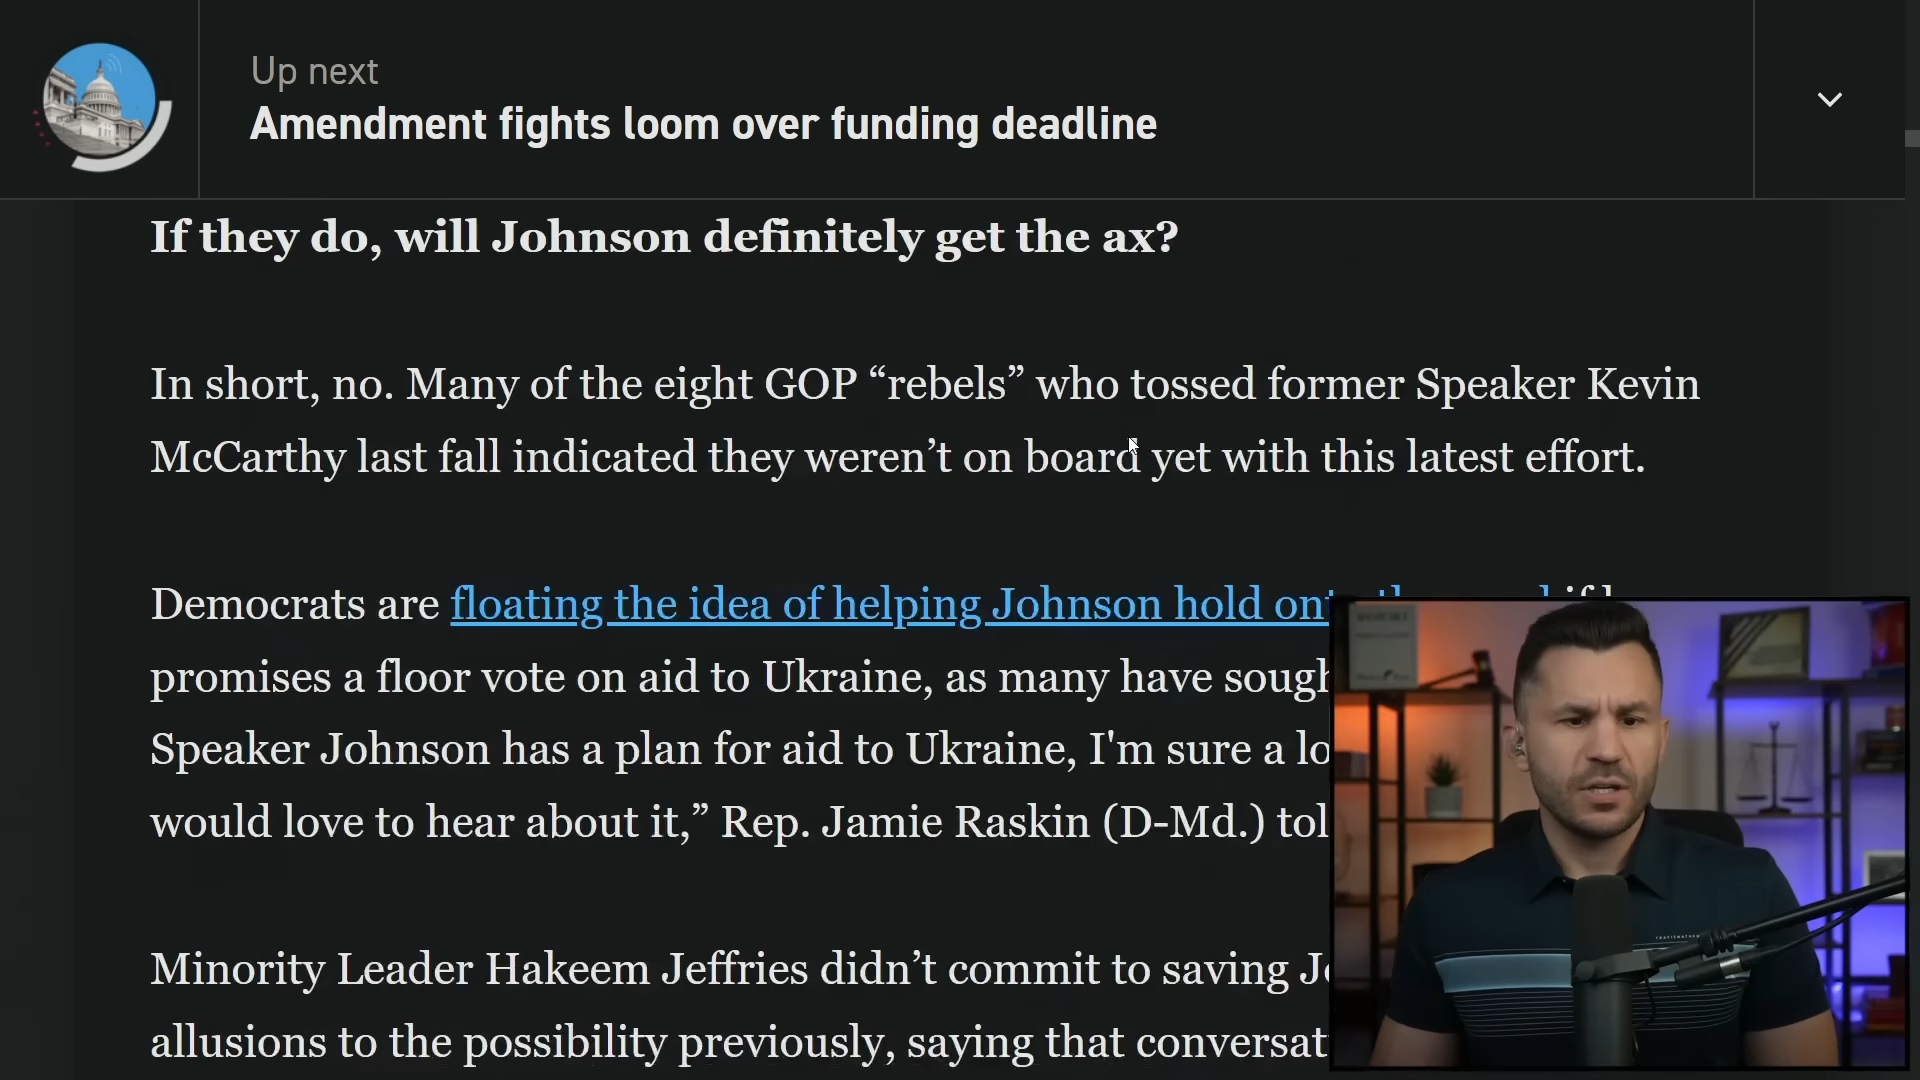 Up next
Amendment fights loom over funding deadline
If they do, will Johnson definitely get the ax?
In short, no. Many of the eight GOP “rebels” who tossed former Speaker Kevin
McCarthy last fall indicated they weren’t on board yet with this latest effort.
Democrats are floating the idea of helping Johnson hold
promises a floor vote on aid to Ukraine, as many have
Speaker Johnson has a plan for aid to Ukraine, I'm sure a
would love to hear about it,” Rep. Jamie Raskin (D-Md.)
Minority Leader Hakeem Jeffries didn’t commit to saving
allusions to the possibility previously, saying that